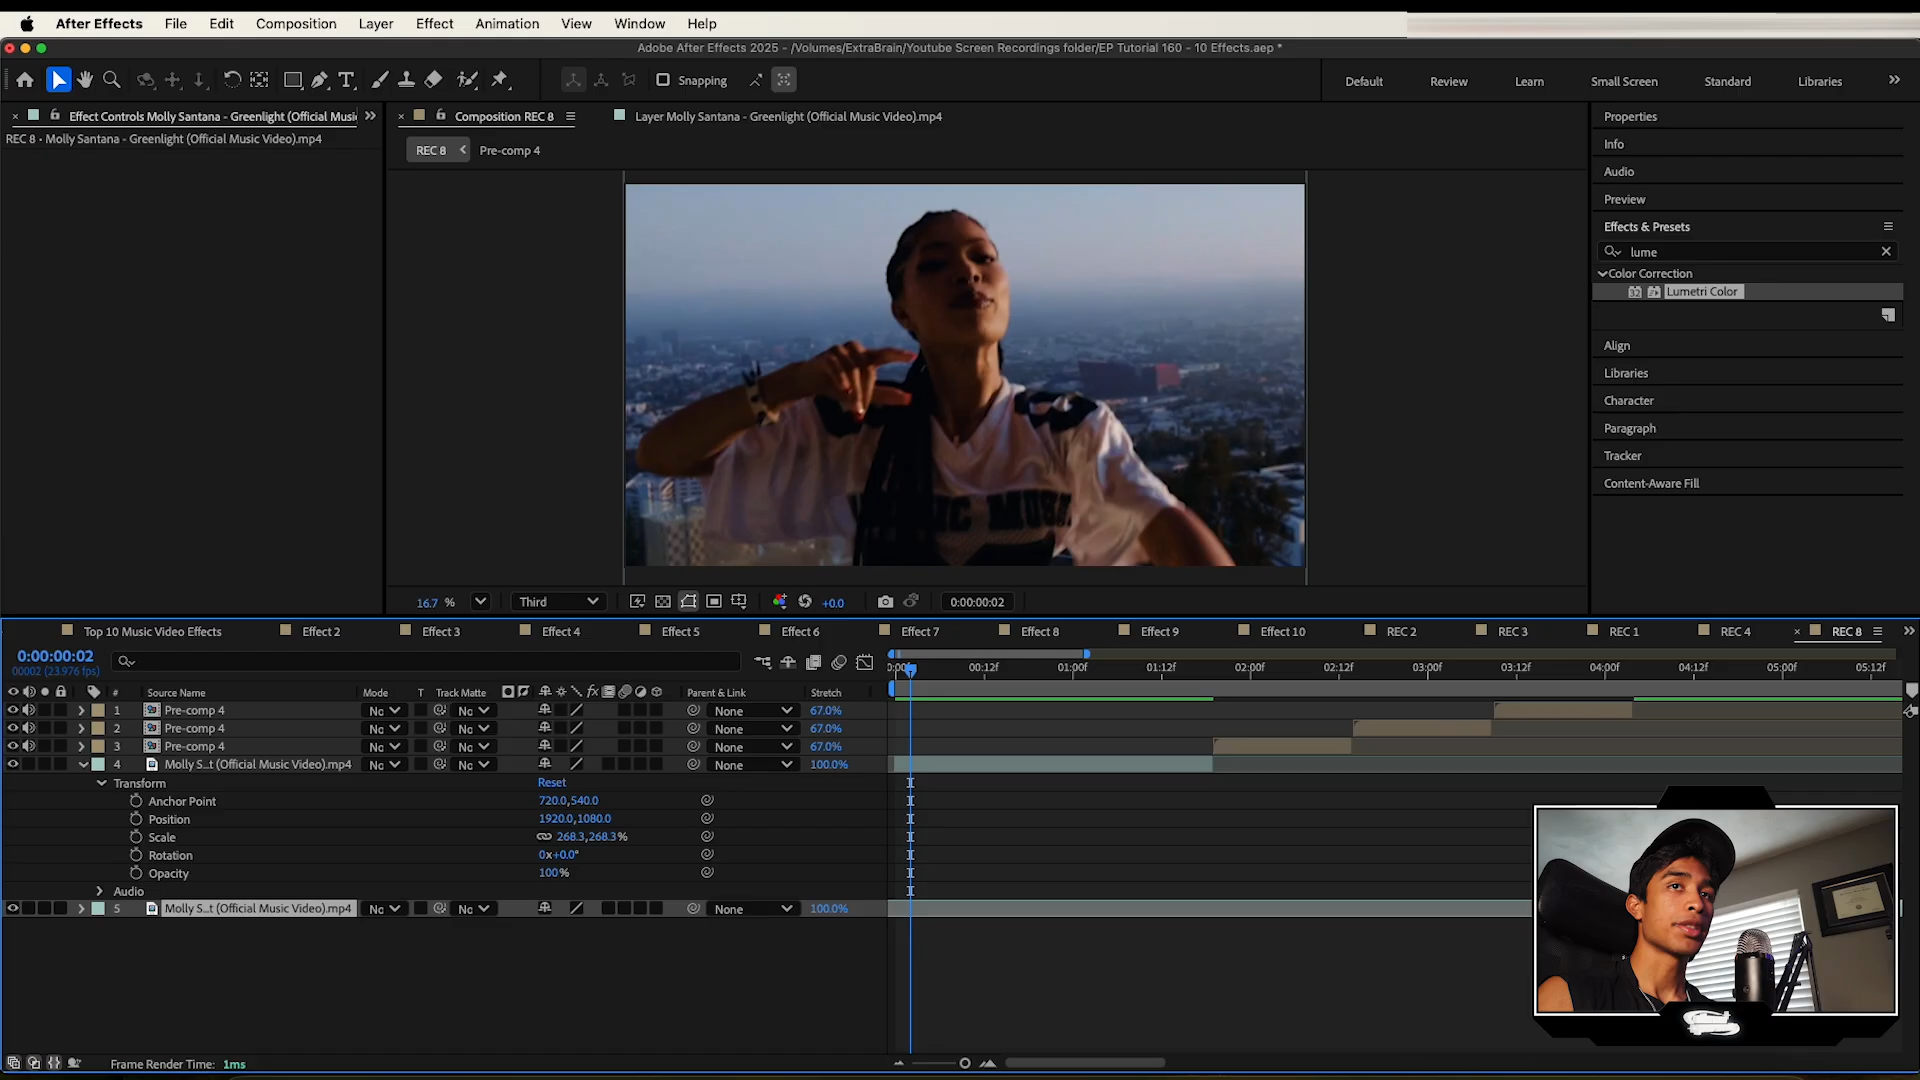 After Effects File Edit Composition Layer Effect Animation View Window Help
Adobe After Effects 2025 - /Volumes/ExtraBrain/Youtube Screen Recordings folder/EP Tutorial 160 - 10 Effects.aep *
Snapping Default Review Learn Small Screen Standard Libraries
Effect Controls Molly Santana - Greenlight (Official Musi
REC 8 • Molly Santana - Greenlight (Official Music Video).mp4
Composition REC 8 Layer Molly Santana - Greenlight (Official Music Video).mp4
REC 8 Pre-comp 4
Properties
Info
Audio
Preview
Effects & Presets
lume
Color Correction
32 Lumetri Color
Align
Libraries
Character
Paragraph
Tracker
Content-Aware Fill
16.7 % Third +0.0 0:00:00:02
Top 10 Music Video Effects Effect 2 Effect 3 Effect 4 Effect 5 Effect 6 Effect 7 Effect 8 Effect 9 Effect 10 REC 2 REC 3 REC 1 REC 4 REC 8
0:00:00:02
00002 (23.976 fps)
00:12f 01:00f 01:12f 02:00f 02:12f 03:00f 03:12f 04:00f 04:12f 05:00f 05:12f
# Source Name Mode T Track Matte fx Parent & Link Stretch
1 Pre-comp 4 Nc Nc None 67.0%
2 Pre-comp 4 Nc Nc None 67.0%
3 Pre-comp 4 Nc Nc None 67.0%
4 Molly S...t (Official Music Video).mp4 Nc Nc None 100.0%
Transform Reset
Anchor Point 720.0,540.0
Position 1920.0,1080.0
Scale 268.3,268.3%
Rotation 0x+0.0°
Opacity 100%
Audio
5 Molly S...t (Official Music Video).mp4 Nc Nc None 100.0%
Frame Render Time: 1ms